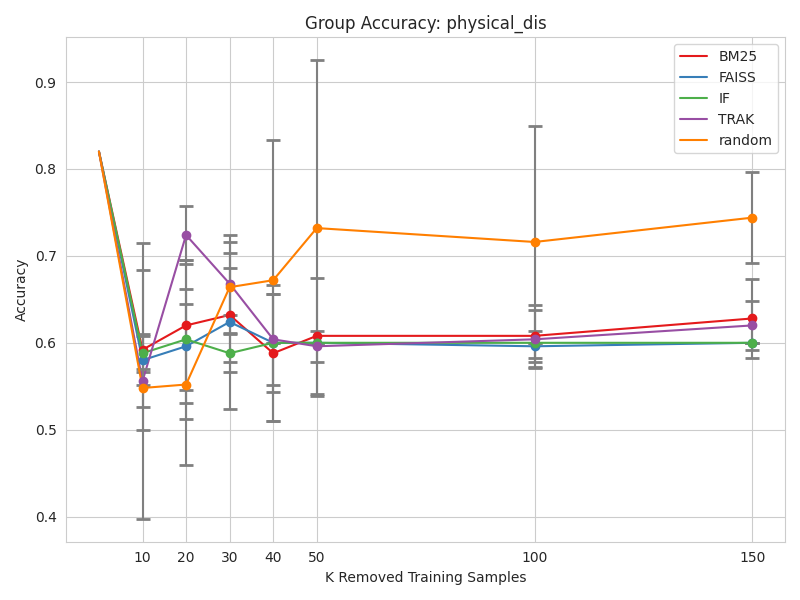 Group Accuracy: physical_dis
BM25
FAISS
IF
TRAK
random
0.9
0.8
0.7
0.6
0.5
0.4
Accuracy
10 20 30 40 50 100 150
K Removed Training Samples